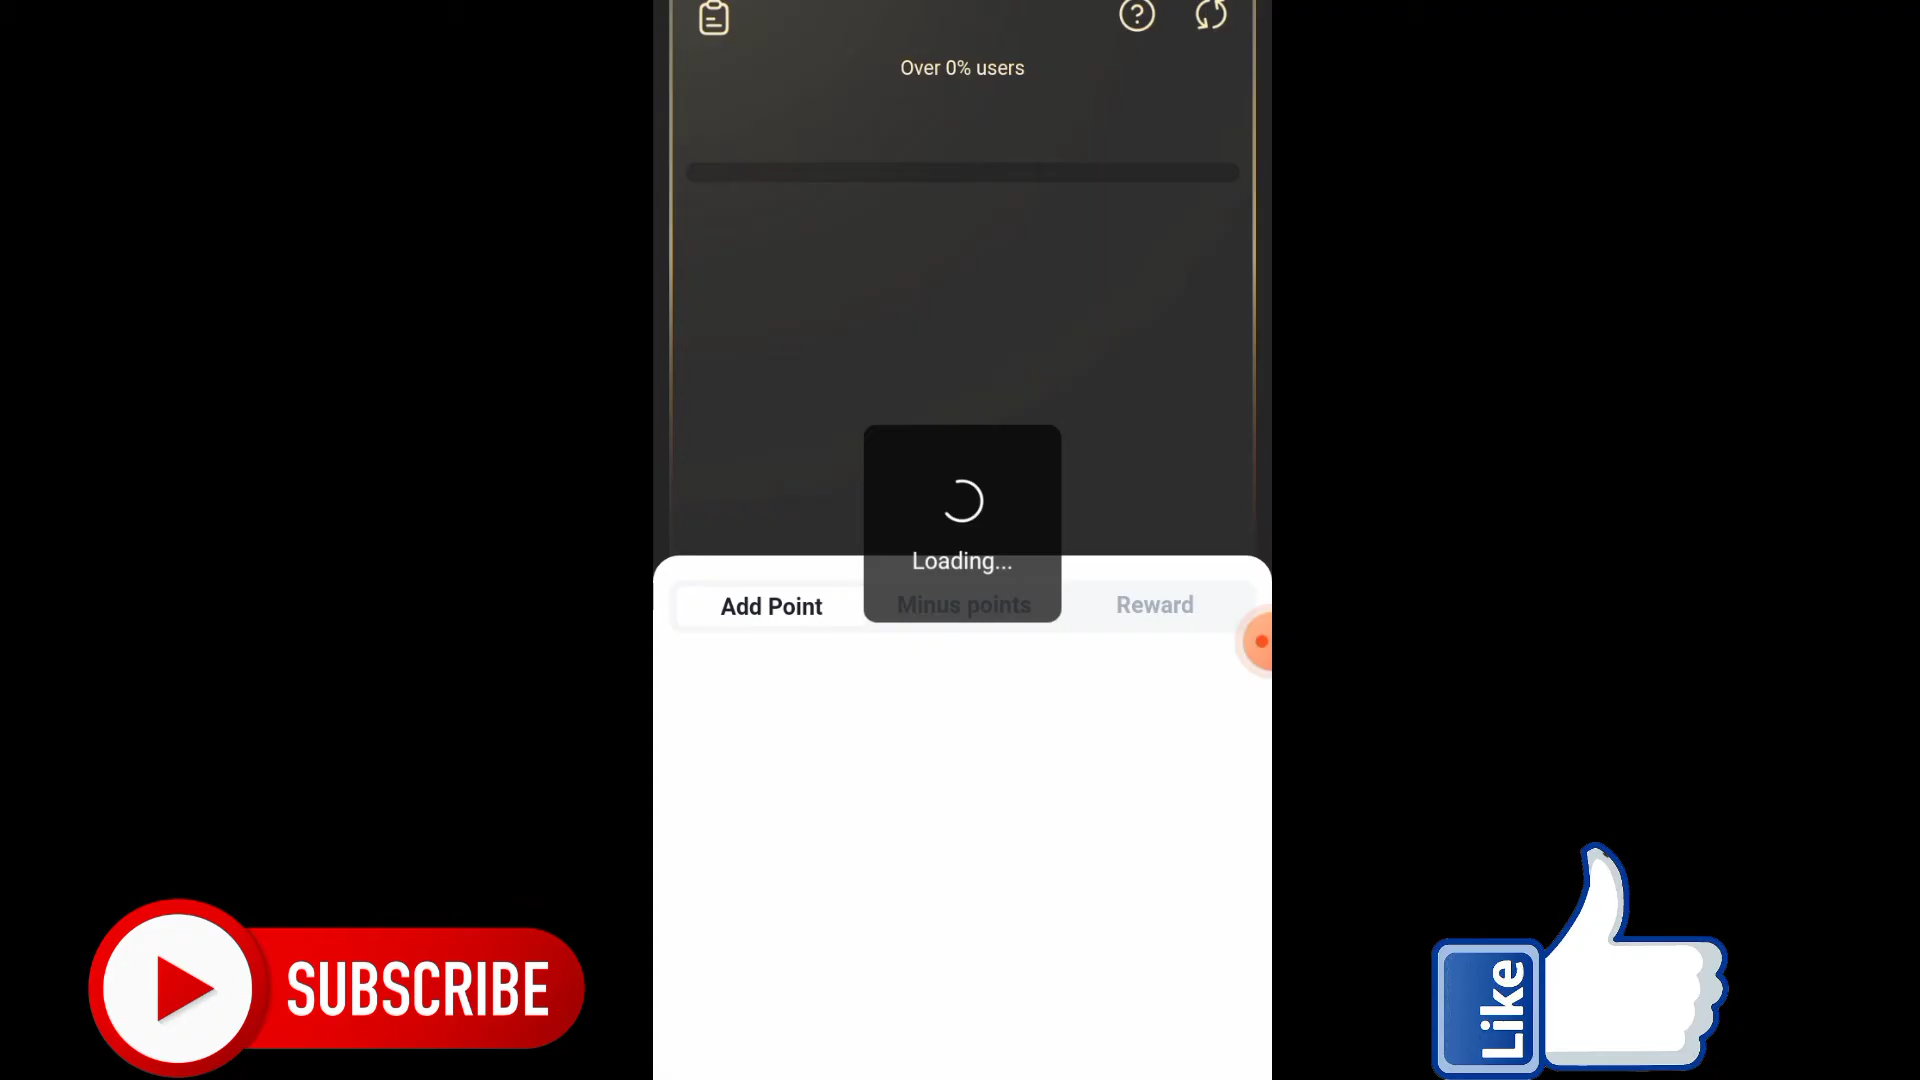 Over 0% users
Loading...
Add Point
Minus points
Reward
SUBSCRIBE
Like